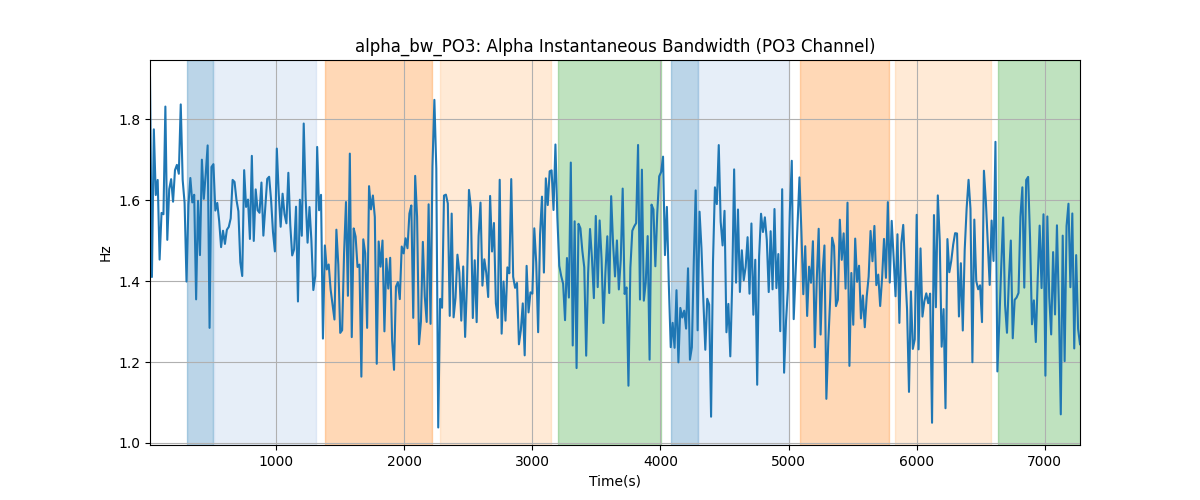 alpha_bw_PO3: Alpha Instantaneous Bandwidth (PO3 Channel)
Hz
1.8
1.6
1.4
1.2
1.0
1000 2000 3000 4000 5000 6000 7000
Time(s)